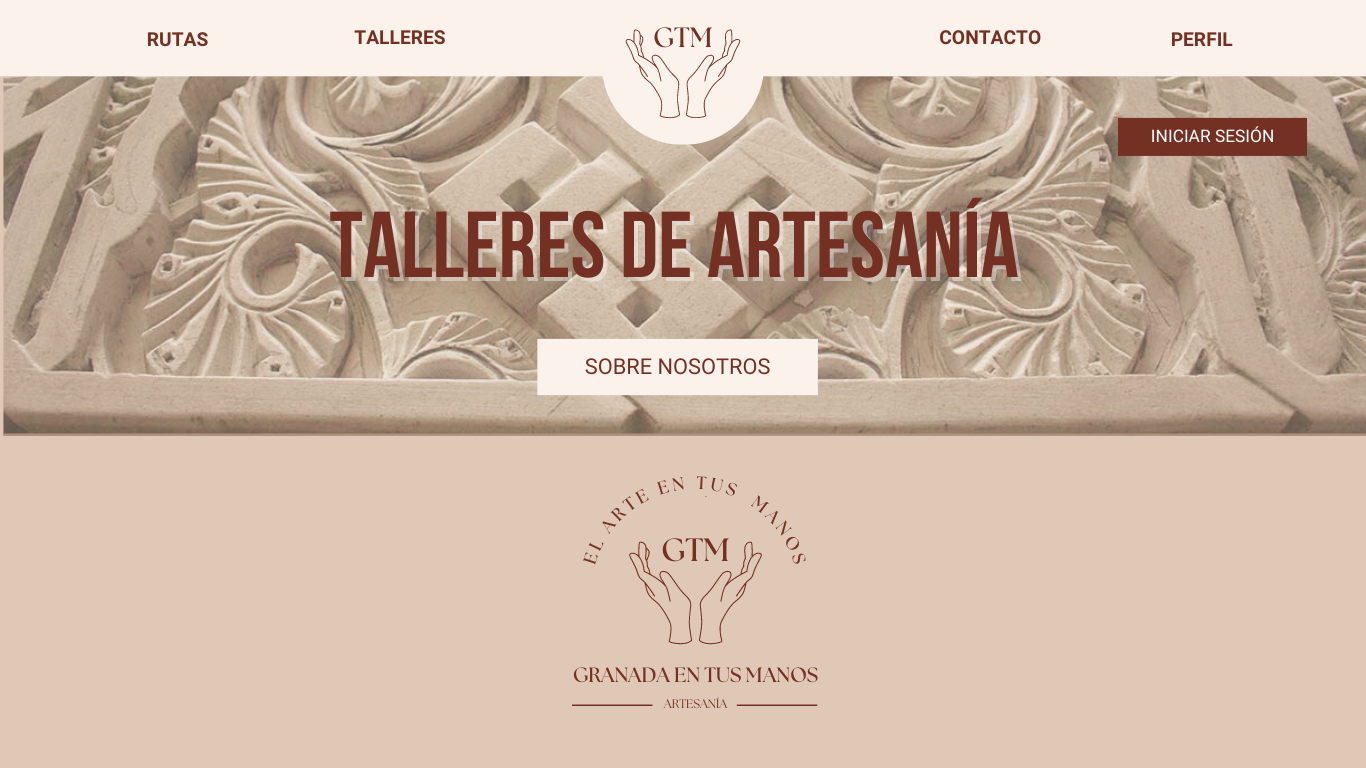 RUTAS
TALLERES
GTM
CONTACTO
PERFIL
INICIAR SESIÓN
TALLERES DE ARTESANÍA
SOBRE NOSOTROS
EL ARTE EN TUS MANOS
GTM
GRANADA EN TUS MANOS
ARTESANÍA